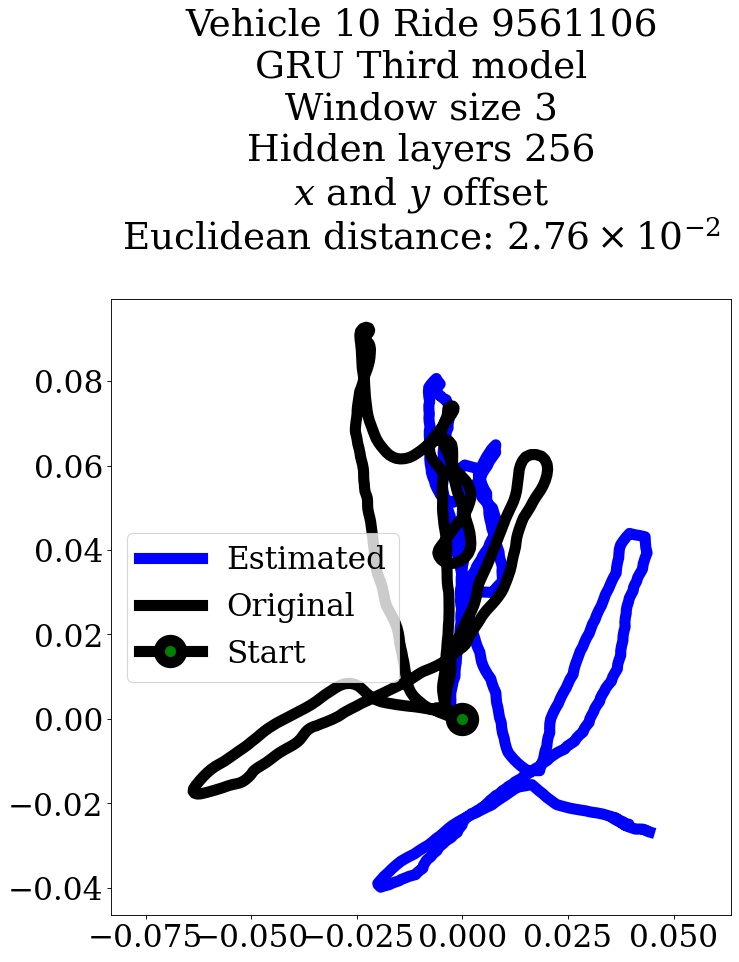 Vehicle 10 Ride 9561106
GRU Third model
Window size 3
Hidden layers 256
x and y offset
Euclidean distance: 2.76 × 10⁻²
0.08
0.06
0.04
0.02
0.00
−0.02
−0.04
Estimated
Original
Start
−0.075 −0.050 −0.025 0.000 0.025 0.050